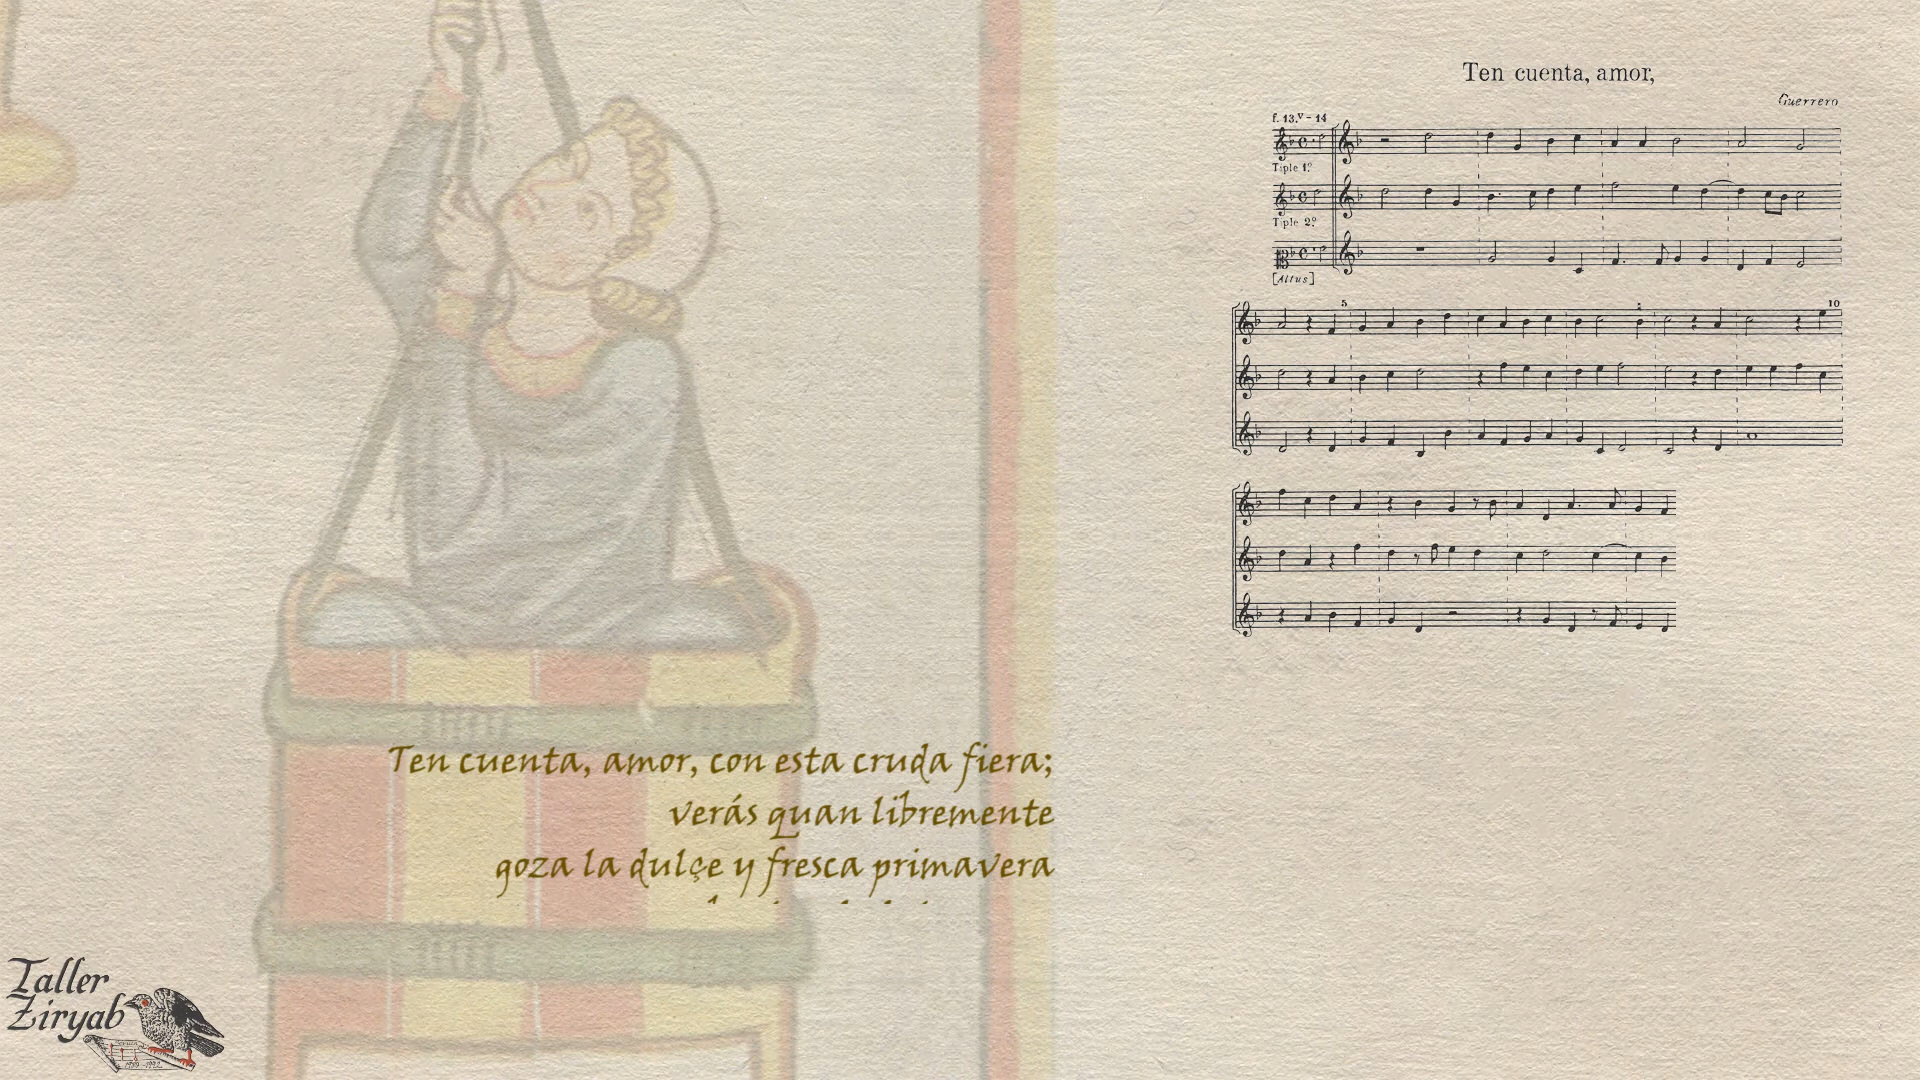 Ten cuenta, amor,
Guerrero
f. 13.v - 14
Tiple 1º
Tiple 2º
[Altus]
5
10
Ten cuenta, amor, con esta cruda fiera;
verás quan libremente
goza la dulçe y fresca primavera
Taller
Ziryab